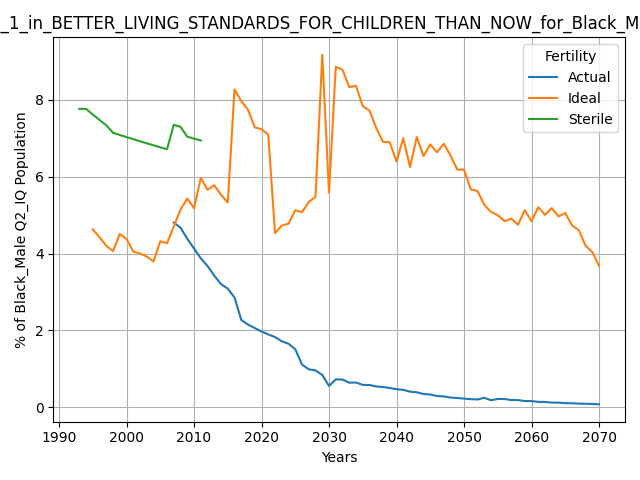 _1_in_BETTER_LIVING_STANDARDS_FOR_CHILDREN_THAN_NOW_for_Black_M
Fertility
Actual
Ideal
Sterile
% of Black_Male Q2_IQ Population
8
6
4
2
0
1990 2000 2010 2020 2030 2040 2050 2060 2070
Years